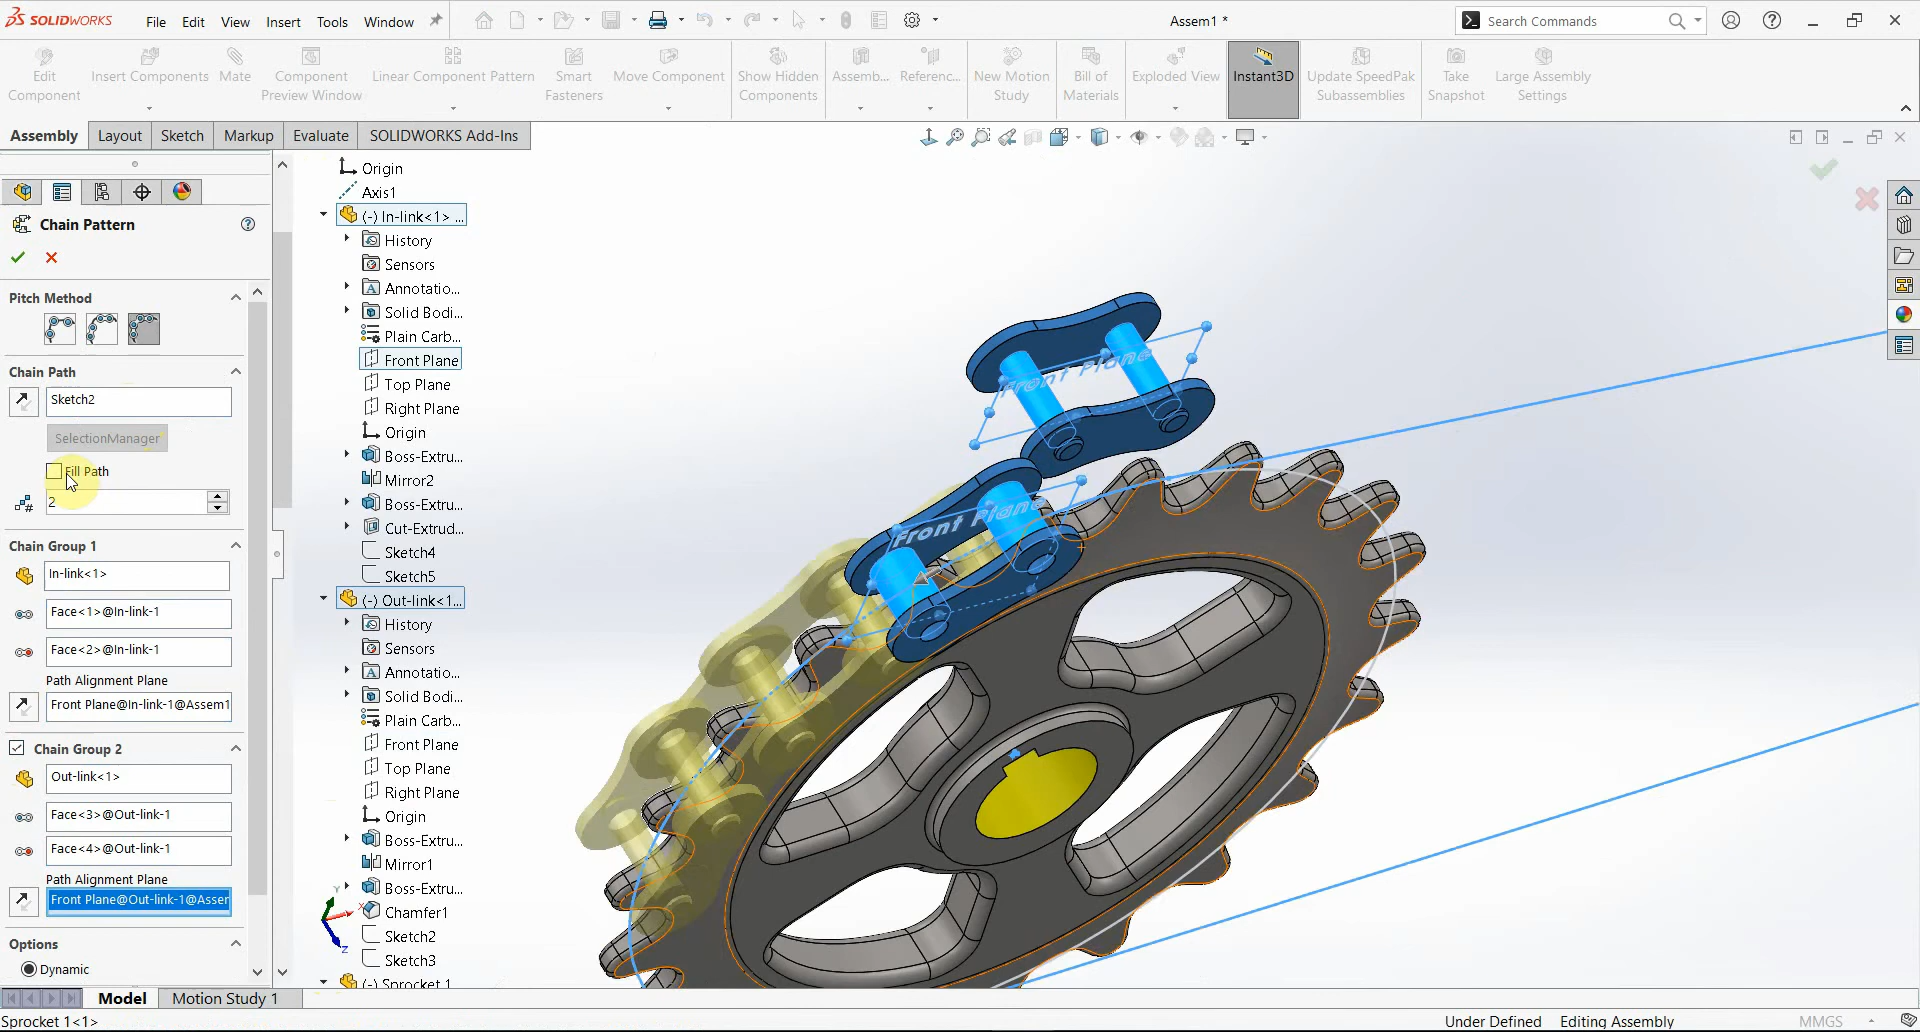 SOLIDWORKS File Edit View Insert Tools Window Assem1 * Search Commands
Edit Component
Insert Components
Mate
Component Preview Window
Linear Component Pattern
Smart Fasteners
Move Component
Show Hidden Components
Assemb...
Referenc...
New Motion Study
Bill of Materials
Exploded View
Instant3D
Update SpeedPak Subassemblies
Take Snapshot
Large Assembly Settings
Assembly Layout Sketch Markup Evaluate SOLIDWORKS Add-Ins
Chain Pattern
Pitch Method
Chain Path
Sketch2
SelectionManager
Fill Path
2
Chain Group 1
In-link<1>
Face<1>@In-link-1
Face<2>@In-link-1
Path Alignment Plane
Front Plane@In-link-1@Assem1
Chain Group 2
Out-link<1>
Face<3>@Out-link-1
Face<4>@Out-link-1
Path Alignment Plane
Front Plane@Out-link-1@Asser
Options
Dynamic
Origin
Axis1
(-) In-link<1> ...
History
Sensors
Annotatio...
Solid Bodi...
Plain Carb...
Front Plane
Top Plane
Right Plane
Origin
Boss-Extru...
Mirror2
Boss-Extru...
Cut-Extrud...
Sketch4
Sketch5
(-) Out-link<1...
History
Sensors
Annotatio...
Solid Bodi...
Plain Carb...
Front Plane
Top Plane
Right Plane
Origin
Boss-Extru...
Mirror1
Boss-Extru...
Chamfer1
Sketch2
Sketch3
(-) Sprocket 1
Front Plane
Front Plane
Y
X
Z
Model Motion Study 1
Sprocket 1<1> Under Defined Editing Assembly MMGS